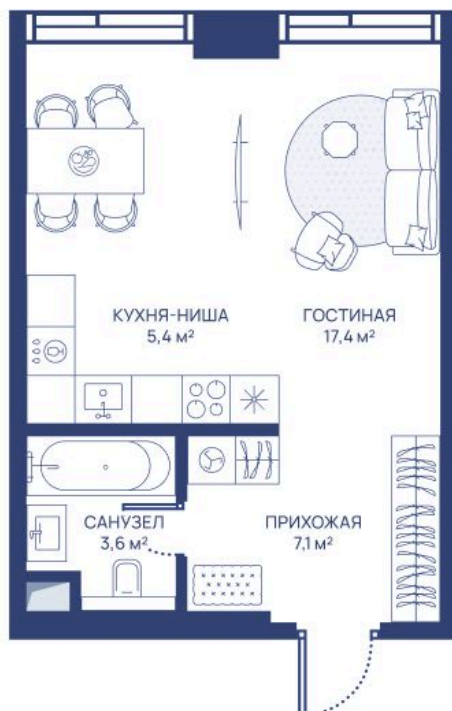 КУХНЯ-НИША
5,4 м²
ГОСТИНАЯ
17,4 м²
САНУЗЕЛ
3,6 м²
ПРИХОЖАЯ
7,1 м²